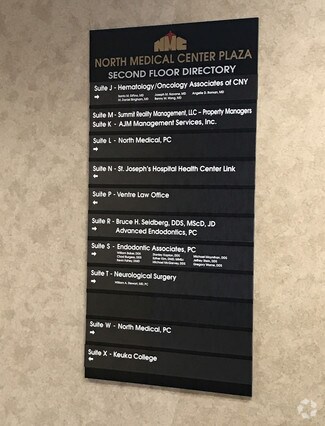 NMC
NORTH MEDICAL CENTER PLAZA
SECOND FLOOR DIRECTORY
Suite J - Hematology/Oncology Associates of CNY
Suite M - Summit Reality Management, LLC - Property Managers
Suite K - AJM Management Services, Inc.
Suite L - North Medical, PC
Suite N - St. Joseph's Hospital Health Center Link
Suite P - Ventre Law Office
Suite R - Bruce H. Seidberg, DDS, MScD, JD
Advanced Endodontics, PC
Suite S - Endodontic Associates, PC
Suite T - Neurological Surgery
Suite W - North Medical, PC
Suite X - Keuka College